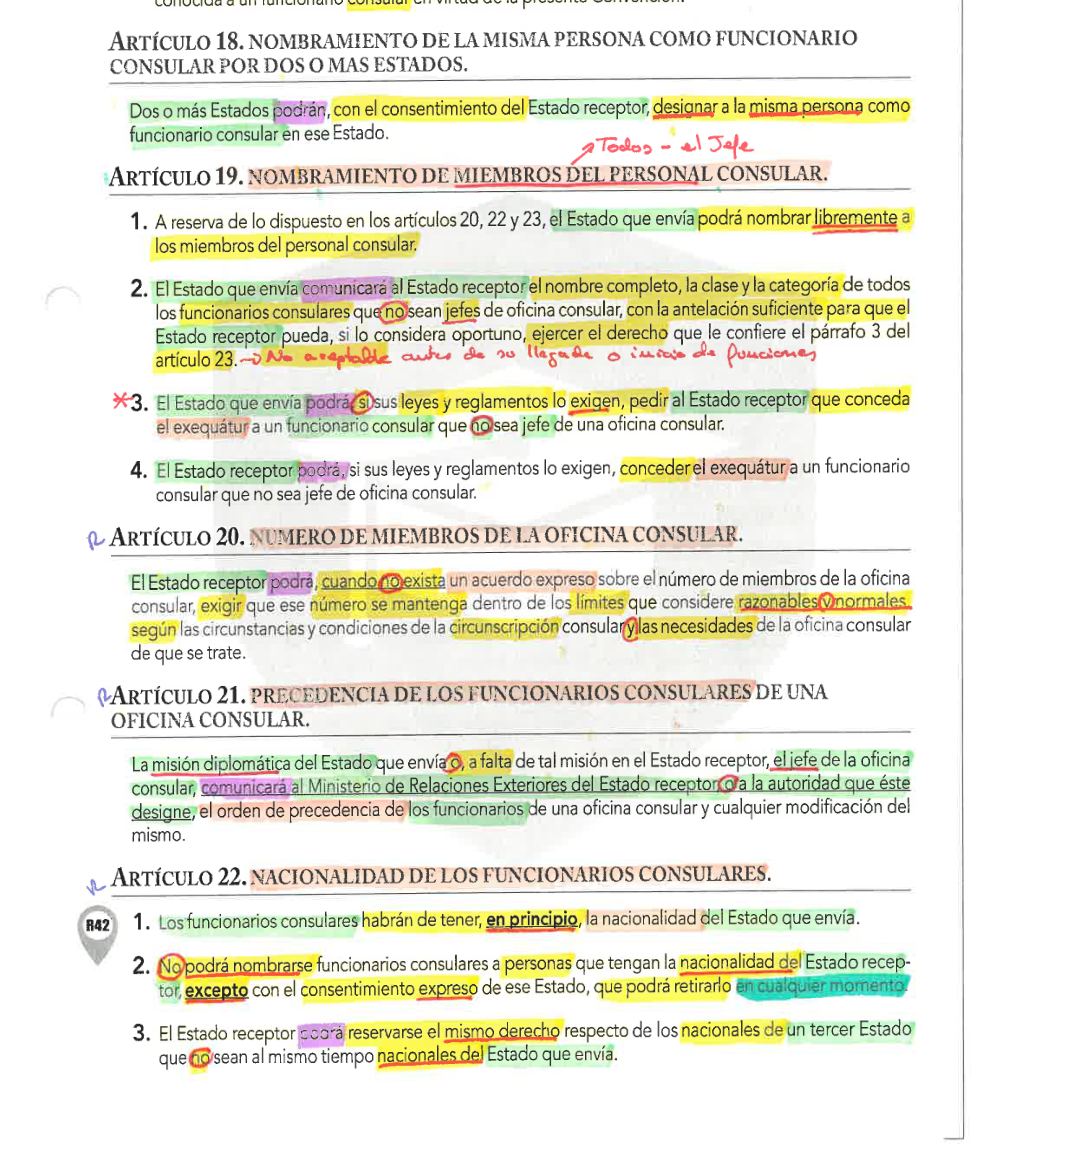 conocida a un funcionario consular en virtud de la presente Convención.
ARTÍCULO 18. NOMBRAMIENTO DE LA MISMA PERSONA COMO FUNCIONARIO
CONSULAR POR DOS O MAS ESTADOS.
Dos o más Estados podrán, con el consentimiento del Estado receptor, designar a la misma persona como
funcionario consular en ese Estado.
Todos - el Jefe
ARTÍCULO 19. NOMBRAMIENTO DE MIEMBROS DEL PERSONAL CONSULAR.
1. A reserva de lo dispuesto en los artículos 20, 22 y 23, el Estado que envía podrá nombrar libremente a
los miembros del personal consular.
2. El Estado que envía comunicará al Estado receptor el nombre completo, la clase y la categoría de todos
los funcionarios consulares que no sean jefes de oficina consular, con la antelación suficiente para que el
Estado receptor pueda, si lo considera oportuno, ejercer el derecho que le confiere el párrafo 3 del
artículo 23. → No aceptable antes de su llegada o inicio de funciones
*3. El Estado que envía podrá, si sus leyes y reglamentos lo exigen, pedir al Estado receptor que conceda
el exequátur a un funcionario consular que no sea jefe de una oficina consular.
4. El Estado receptor podrá, si sus leyes y reglamentos lo exigen, conceder el exequátur a un funcionario
consular que no sea jefe de oficina consular.
R ARTÍCULO 20. NUMERO DE MIEMBROS DE LA OFICINA CONSULAR.
El Estado receptor podrá, cuando no exista un acuerdo expreso sobre el número de miembros de la oficina
consular, exigir que ese número se mantenga dentro de los límites que considere razonables y normales,
según las circunstancias y condiciones de la circunscripción consular y las necesidades de la oficina consular
de que se trate.
R ARTÍCULO 21. PRECEDENCIA DE LOS FUNCIONARIOS CONSULARES DE UNA
OFICINA CONSULAR.
La misión diplomática del Estado que envía o, a falta de tal misión en el Estado receptor, el jefe de la oficina
consular, comunicará al Ministerio de Relaciones Exteriores del Estado receptor o a la autoridad que éste
designe, el orden de precedencia de los funcionarios de una oficina consular y cualquier modificación del
mismo.
R ARTÍCULO 22. NACIONALIDAD DE LOS FUNCIONARIOS CONSULARES.
R42
1. Los funcionarios consulares habrán de tener, en principio, la nacionalidad del Estado que envía.
2. No podrá nombrarse funcionarios consulares a personas que tengan la nacionalidad del Estado recep-
tor, excepto con el consentimiento expreso de ese Estado, que podrá retirarlo en cualquier momento.
3. El Estado receptor podrá reservarse el mismo derecho respecto de los nacionales de un tercer Estado
que no sean al mismo tiempo nacionales del Estado que envía.